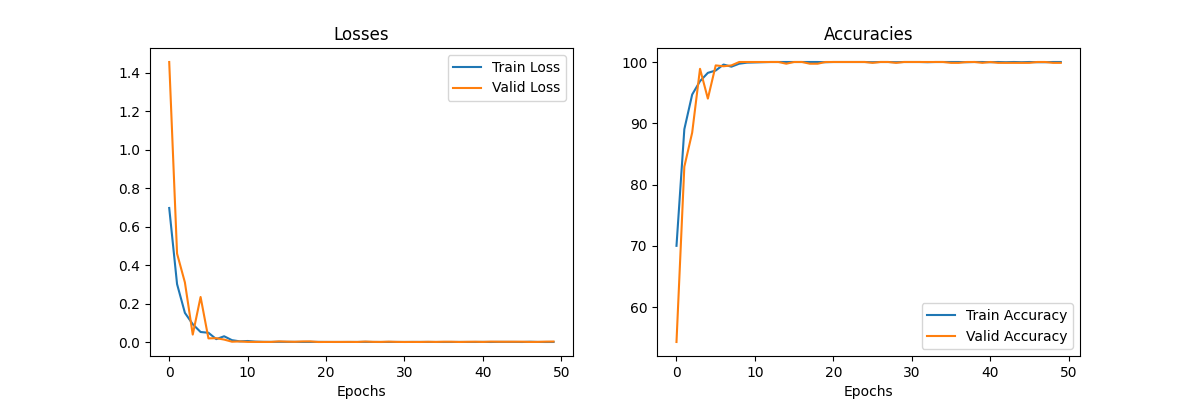 Losses
1.4
1.2
1.0
0.8
0.6
0.4
0.2
0.0
0 10 20 30 40 50
Epochs
Train Loss
Valid Loss
Accuracies
100
90
80
70
60
0 10 20 30 40 50
Epochs
Train Accuracy
Valid Accuracy